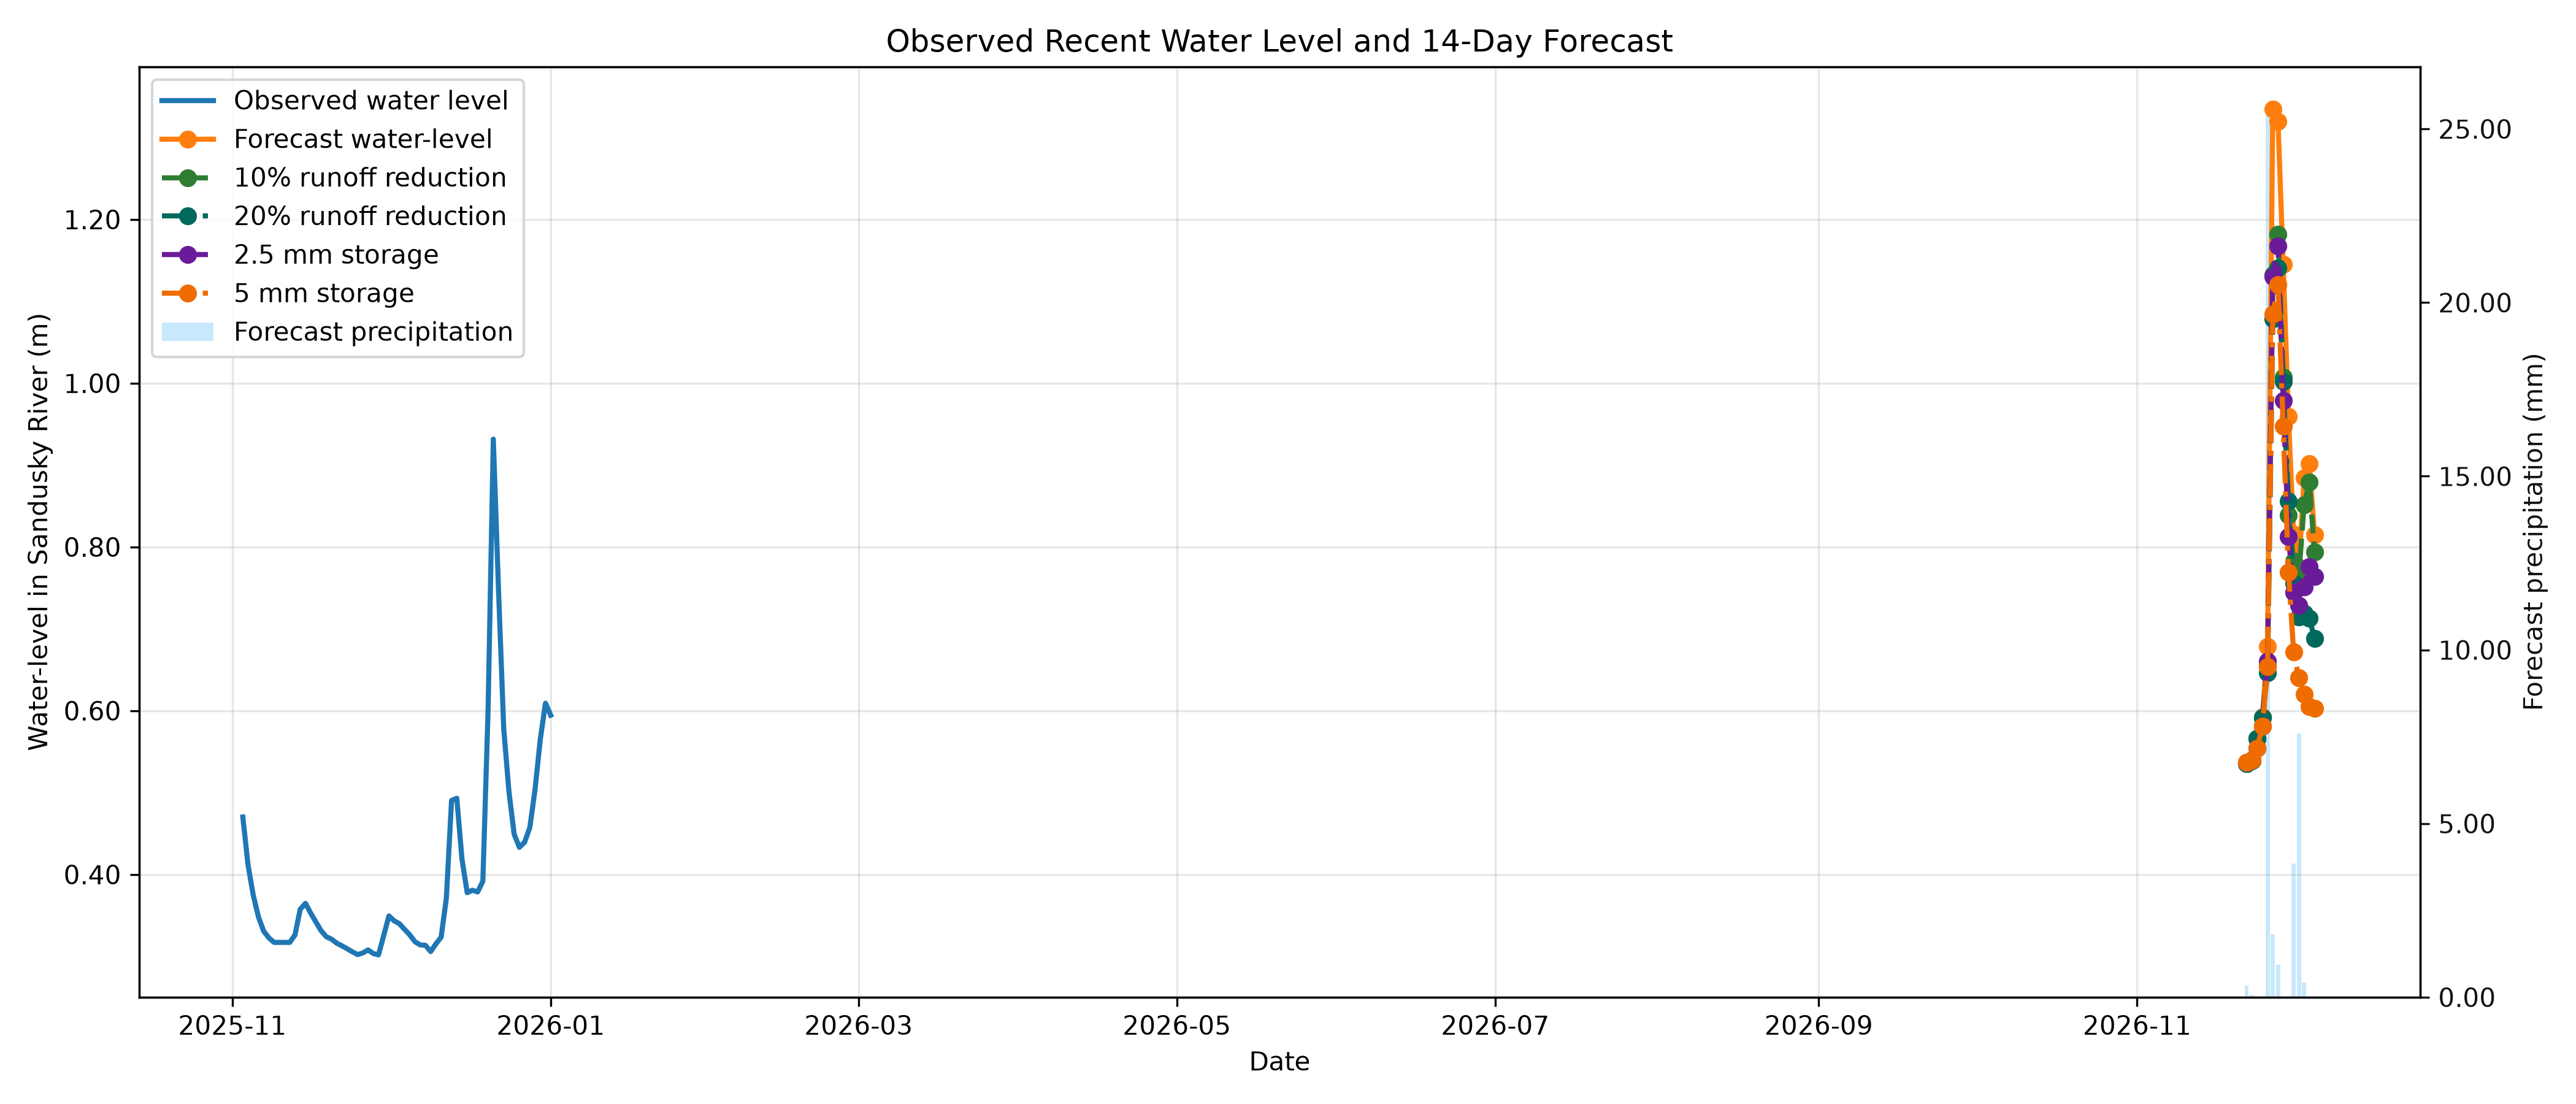 Observed Recent Water Level and 14-Day Forecast
Observed water level
Forecast water-level
10% runoff reduction
20% runoff reduction
2.5 mm storage
5 mm storage
Forecast precipitation
Water-level in Sandusky River (m)
1.20
1.00
0.80
0.60
0.40
25.00
20.00
15.00
10.00
5.00
0.00
Forecast precipitation (mm)
2025-11
2026-01
2026-03
2026-05
2026-07
2026-09
2026-11
Date